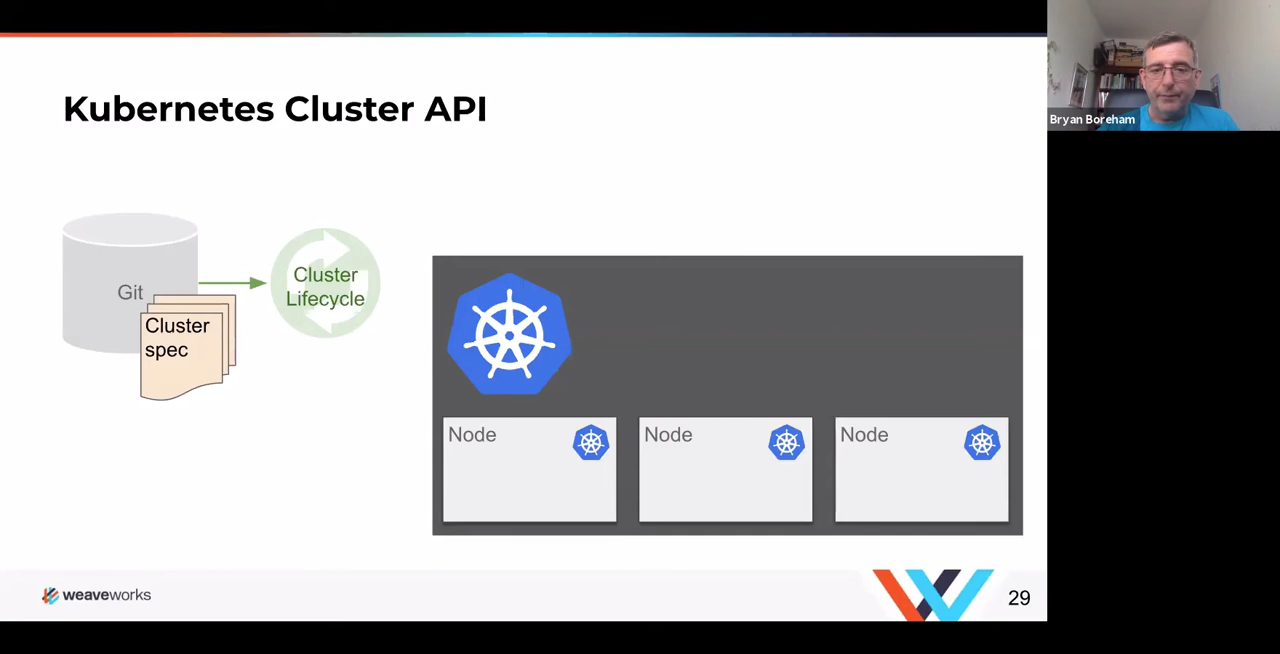 Kubernetes Cluster API
Bryan Boreham
Git
Cluster
spec
Cluster
Lifecycle
Node
Node
Node
weaveworks
29